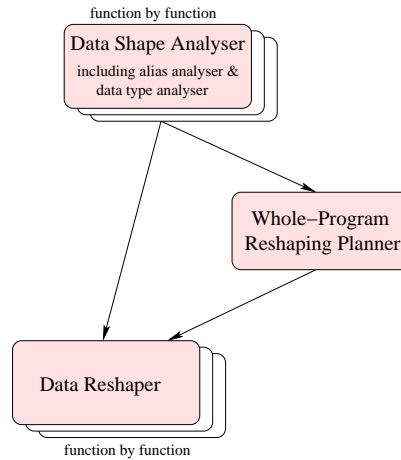 function by function
Data Shape Analyser
including alias analyser &
data type analyser
Whole−Program
Reshaping Planner
Data Reshaper
function by function